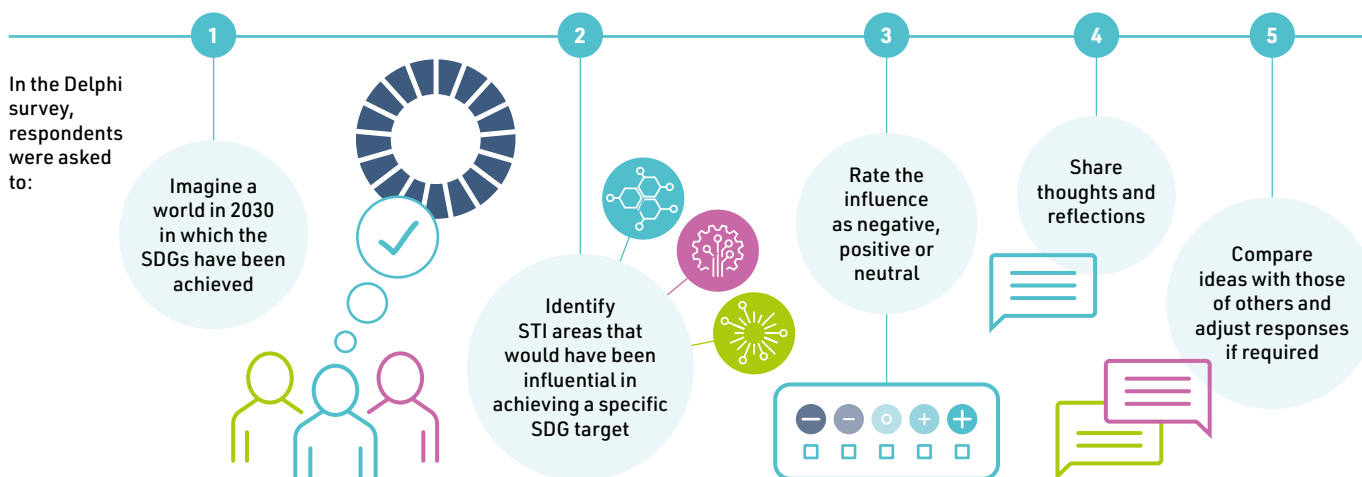 1
2
3
4
5
In the Delphi
survey,
respondents
were asked
to:
Imagine a
world in 2030
in which the
SDGs have been
achieved
Identify
STI areas that
would have been
influential in
achieving a specific
SDG target
Rate the
influence
as negative,
positive or
neutral
Share
thoughts and
reflections
Compare
ideas with those
of others and
adjust responses
if required